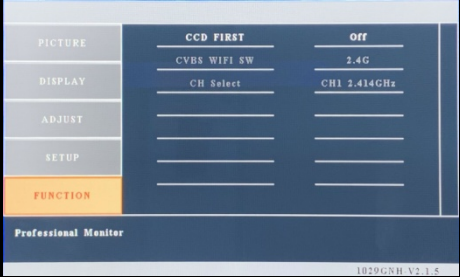 PICTURE
DISPLAY
ADJUST
SETUP
FUNCTION
CCD FIRST Off
CVBS WIFI SW 2.4G
CH Select CH1 2.414GHz
Professional Moniter
1029GNH-V2.1.5